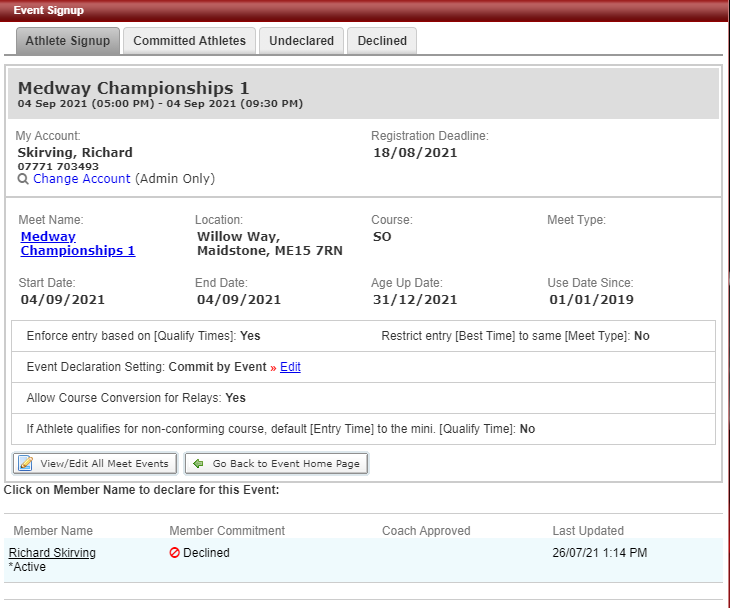 Event Signup
Athlete Signup Committed Athletes Undeclared Declined
Medway Championships 1
04 Sep 2021 (05:00 PM) - 04 Sep 2021 (09:30 PM)
My Account: Registration Deadline:
Skirving, Richard 18/08/2021
07771 703493
Change Account (Admin Only)
Meet Name: Location: Course: Meet Type:
Medway Willow Way, SO
Championships 1 Maidstone, ME15 7RN
Start Date: End Date: Age Up Date: Use Date Since:
04/09/2021 04/09/2021 31/12/2021 01/01/2019
Enforce entry based on [Qualify Times]: Yes Restrict entry [Best Time] to same [Meet Type]: No
Event Declaration Setting: Commit by Event » Edit
Allow Course Conversion for Relays: Yes
If Athlete qualifies for non-conforming course, default [Entry Time] to the mini. [Qualify Time]: No
View/Edit All Meet Events Go Back to Event Home Page
Click on Member Name to declare for this Event:
Member Name Member Commitment Coach Approved Last Updated
Richard Skirving Declined 26/07/21 1:14 PM
*Active